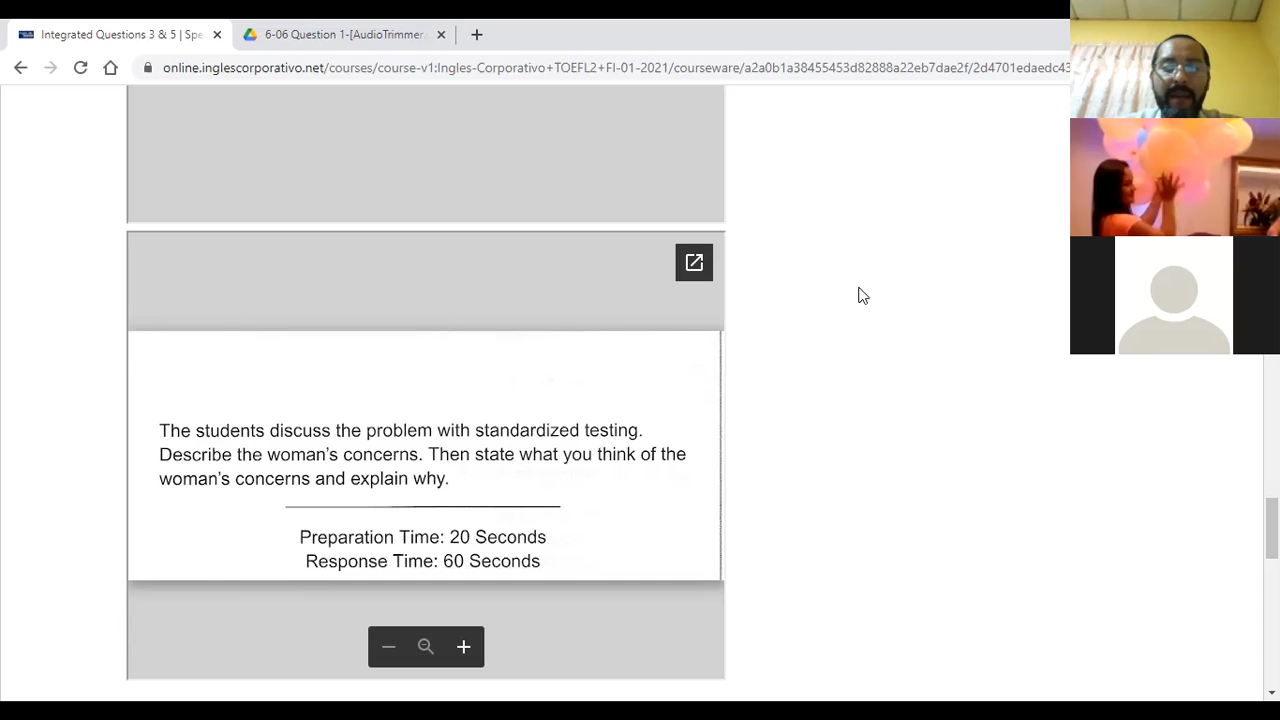 Integrated Questions 3 & 5 | Spe
6-06 Question 1-[AudioTrimmer.
online.inglescorporativo.net/courses/course-v1:Ingles-Corporativo+TOEFL2+FI-01-2021/courseware/a2a0b1a38455453d82888a22eb7dae2f/2d4701edaedc43
The students discuss the problem with standardized testing.
Describe the woman's concerns. Then state what you think of the
woman's concerns and explain why.
Preparation Time: 20 Seconds
Response Time: 60 Seconds